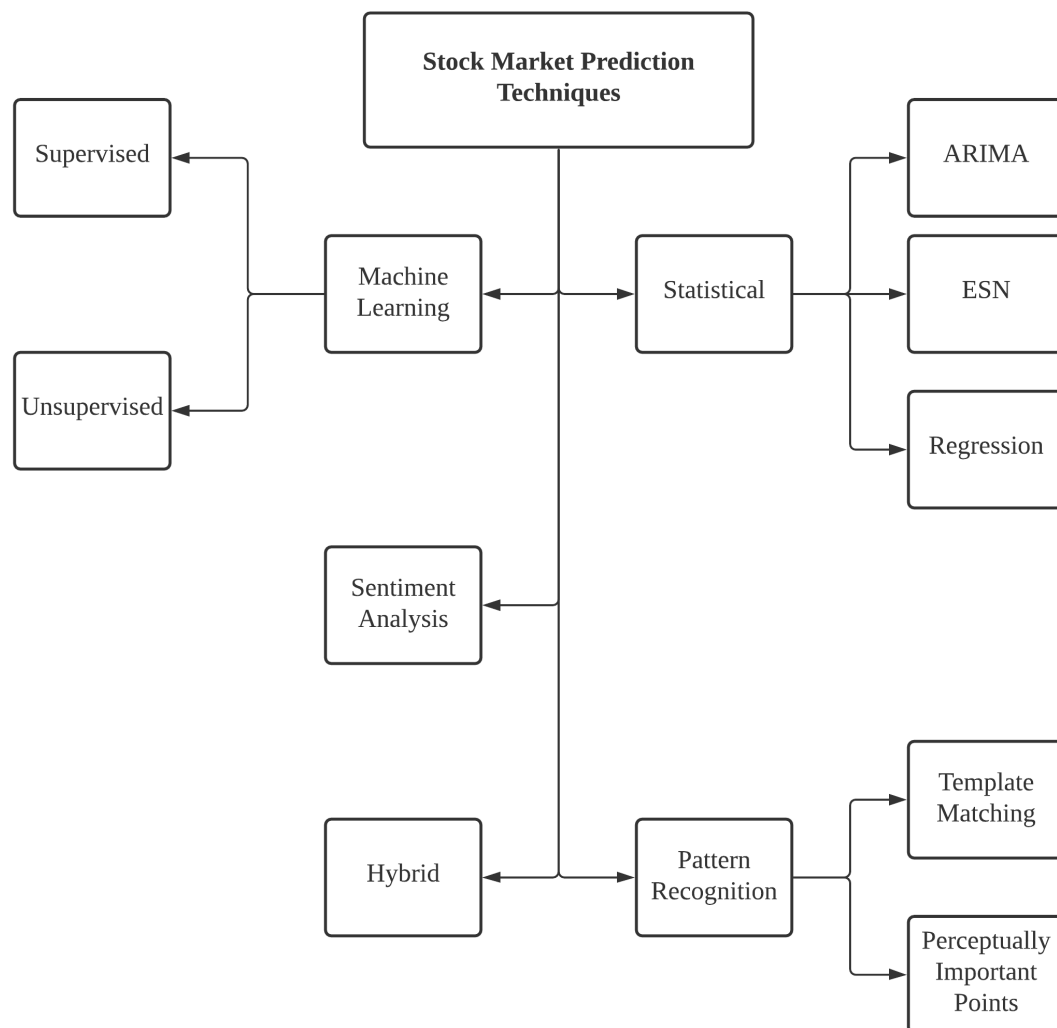 Stock Market Prediction
Techniques
Supervised
ARIMA
Machine
Learning
Statistical
ESN
Unsupervised
Regression
Sentiment
Analysis
Template
Matching
Hybrid
Pattern
Recognition
Perceptually
Important
Points